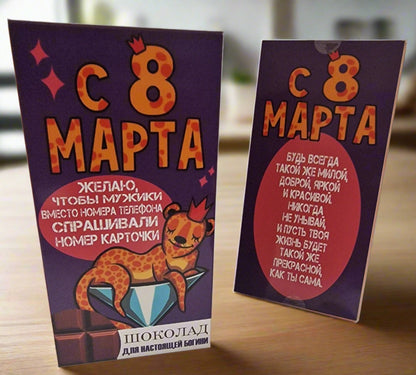 С 8
МАРТА
ЖЕЛАЮ,
ЧТОБЫ МУЖИКИ
ВМЕСТО НОМЕРА ТЕЛЕФОНА
СПРАШИВАЛИ
НОМЕР КАРТОЧКИ
ШОКОЛАД
ДЛЯ НАСТОЯЩЕЙ БОГИНИ
С 8
МАРТА
БУДЬ ВСЕГДА
ТАКОЙ ЖЕ МИЛОЙ,
ДОБРОЙ, ЯРКОЙ
И КРАСИВОЙ.
НИКОГДА
НЕ УНЫВАЙ,
И ПУСТЬ ТВОЯ
ЖИЗНЬ БУДЕТ
ТАКОЙ ЖЕ
ПРЕКРАСНОЙ,
КАК ТЫ САМА.